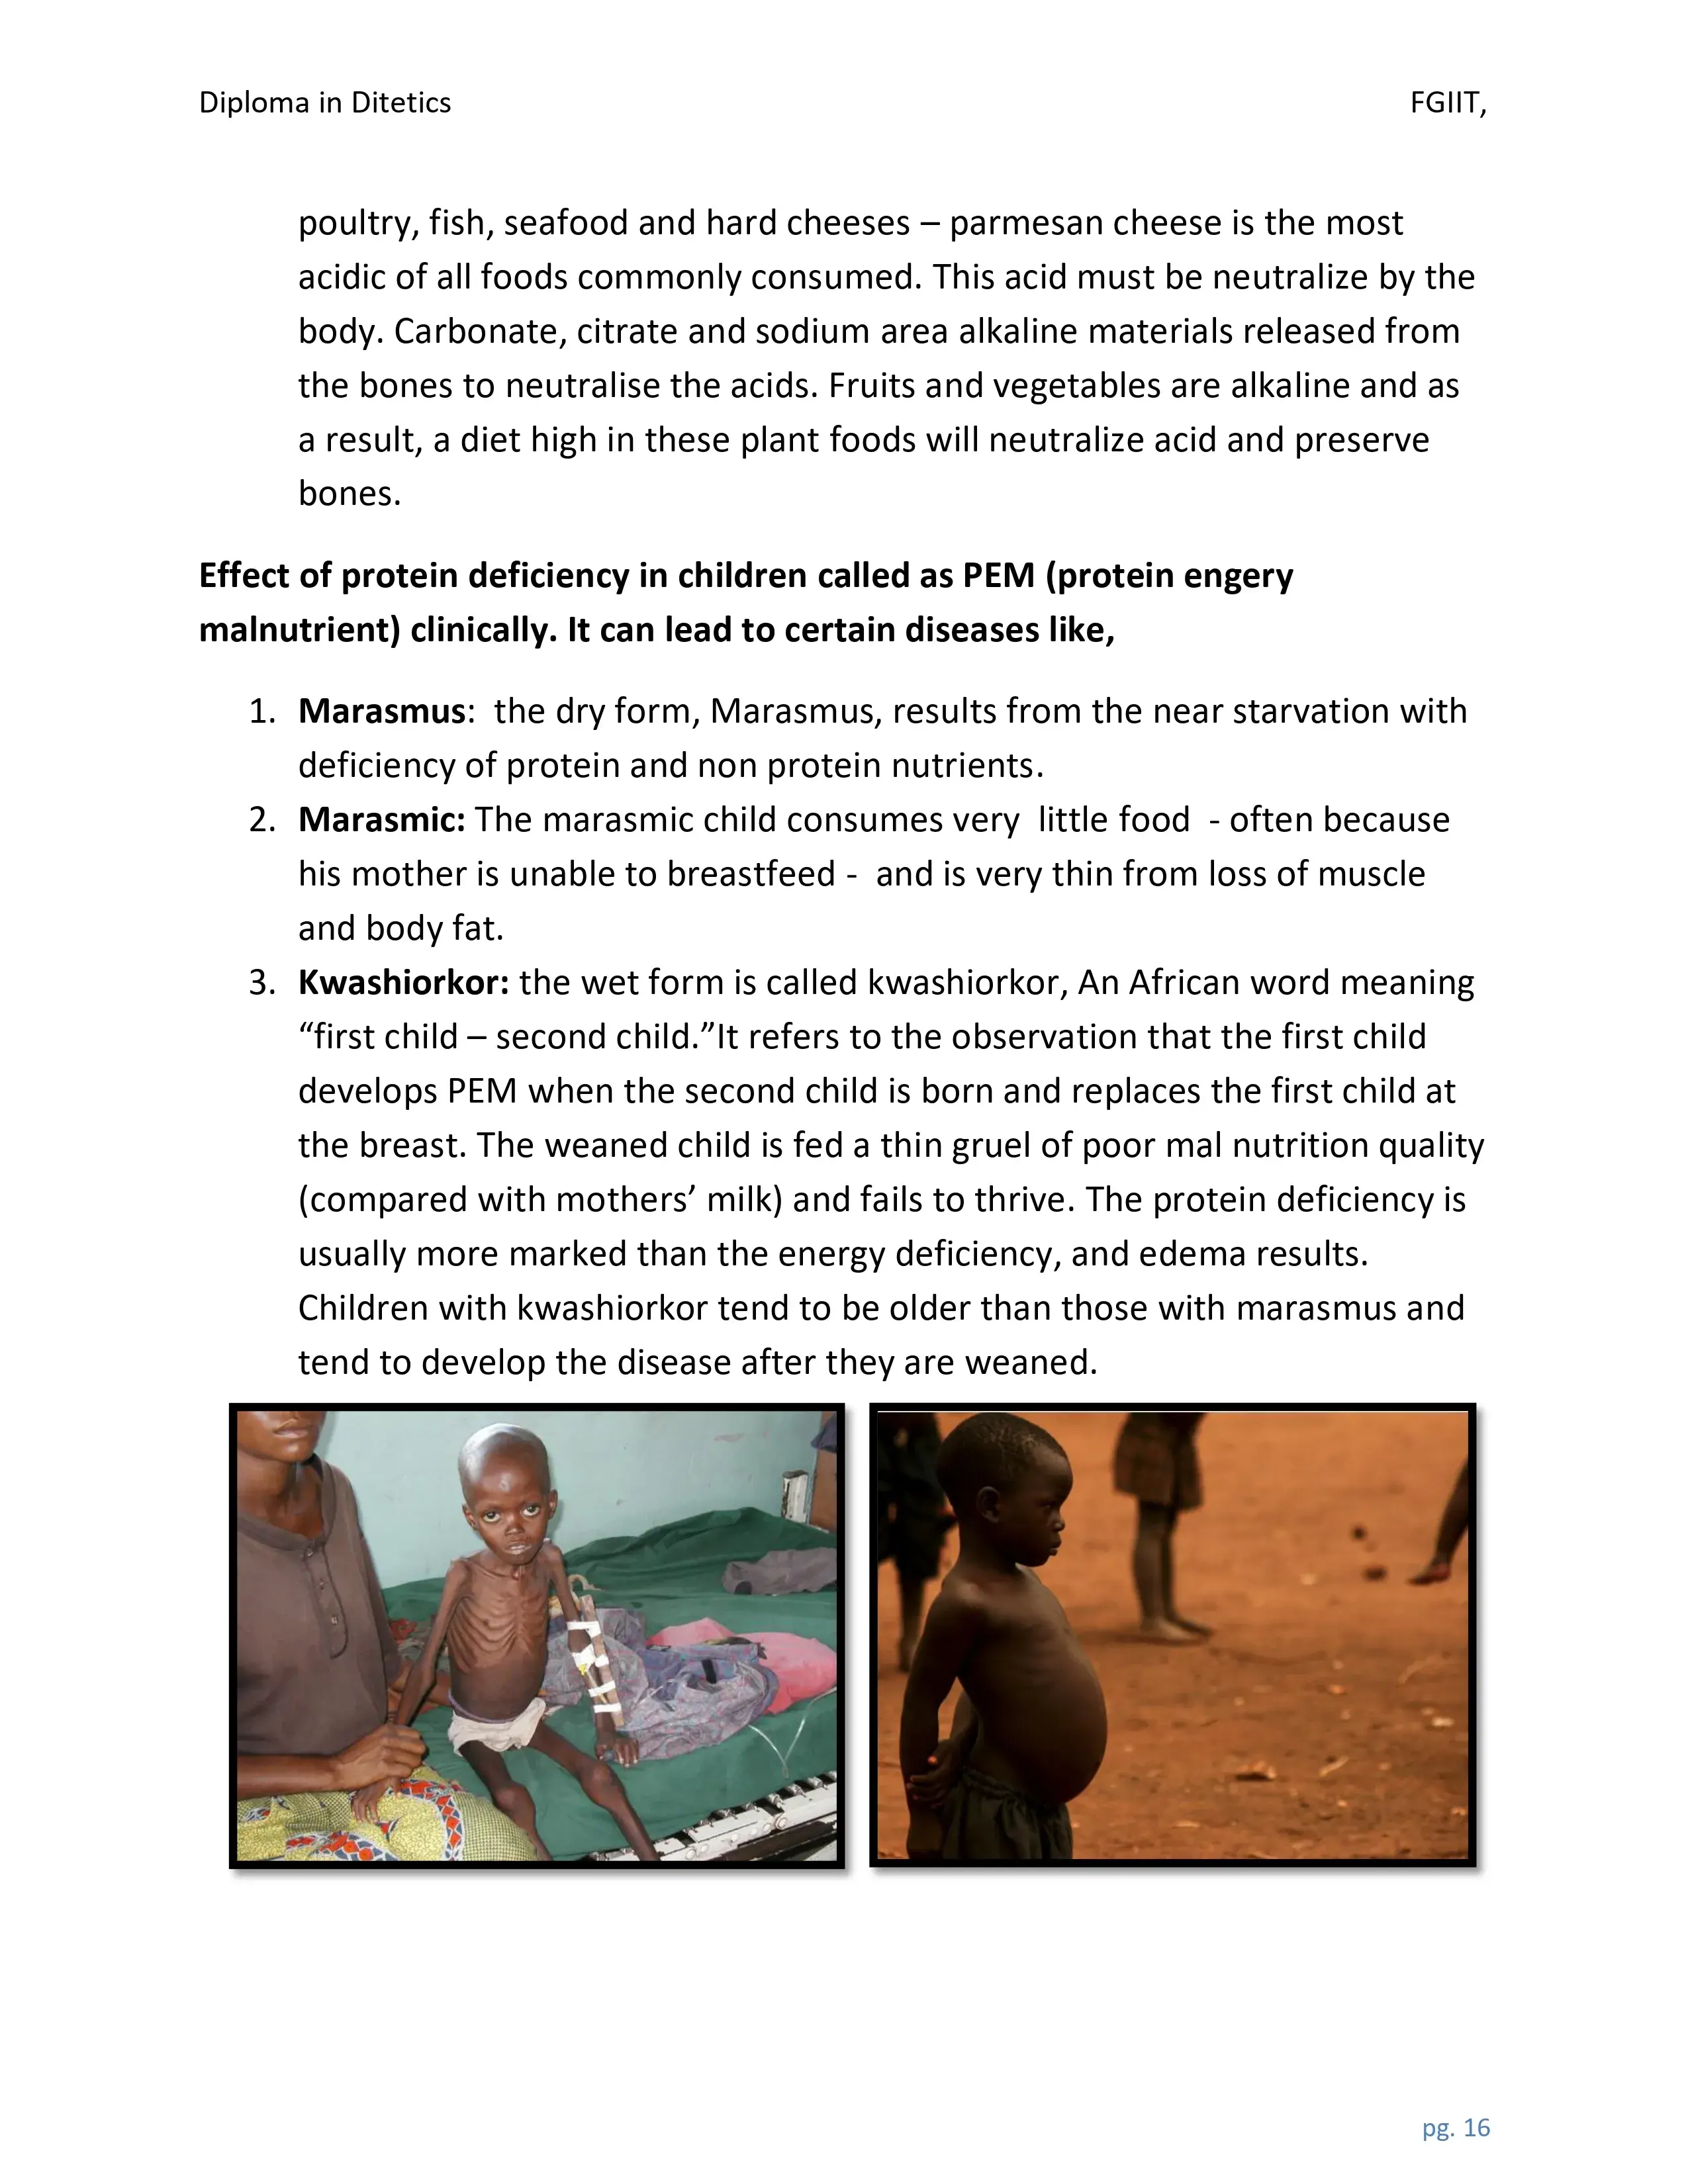 Diploma in Ditetics FGIIT,
poultry, fish, seafood and hard cheeses – parmesan cheese is the most
acidic of all foods commonly consumed. This acid must be neutralize by the
body. Carbonate, citrate and sodium area alkaline materials released from
the bones to neutralise the acids. Fruits and vegetables are alkaline and as
a result, a diet high in these plant foods will neutralize acid and preserve
bones.
Effect of protein deficiency in children called as PEM (protein engery
malnutrient) clinically. It can lead to certain diseases like,
1. Marasmus:  the dry form, Marasmus, results from the near starvation with
deficiency of protein and non protein nutrients.
2. Marasmic: The marasmic child consumes very  little food  - often because
his mother is unable to breastfeed -  and is very thin from loss of muscle
and body fat.
3. Kwashiorkor: the wet form is called kwashiorkor, An African word meaning
“first child – second child.”It refers to the observation that the first child
develops PEM when the second child is born and replaces the first child at
the breast. The weaned child is fed a thin gruel of poor mal nutrition quality
(compared with mothers’ milk) and fails to thrive. The protein deficiency is
usually more marked than the energy deficiency, and edema results.
Children with kwashiorkor tend to be older than those with marasmus and
tend to develop the disease after they are weaned.
pg. 16